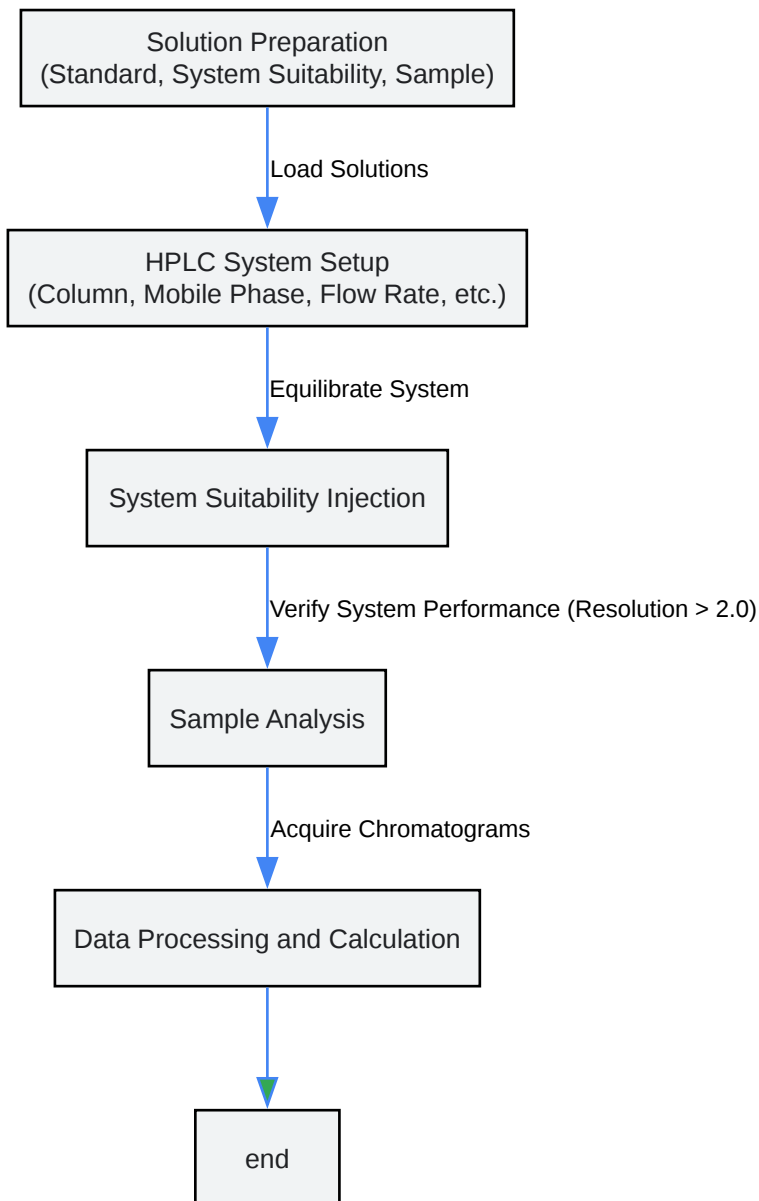 Solution Preparation
(Standard, System Suitability, Sample)
Load Solutions
HPLC System Setup
(Column, Mobile Phase, Flow Rate, etc.)
Equilibrate System
System Suitability Injection
Verify System Performance (Resolution > 2.0)
Sample Analysis
Acquire Chromatograms
Data Processing and Calculation
end